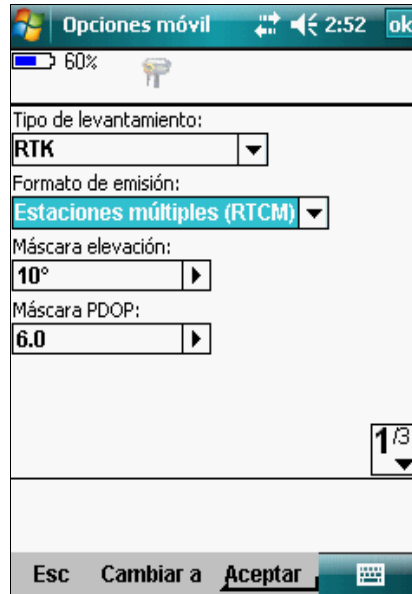 Opciones móvil 2:52 ok
60%
Tipo de levantamiento:
RTK
Formato de emisión:
Estaciones múltiples (RTCM)
Máscara elevación:
10°
Máscara PDOP:
6.0
1/3
Esc Cambiar a Aceptar